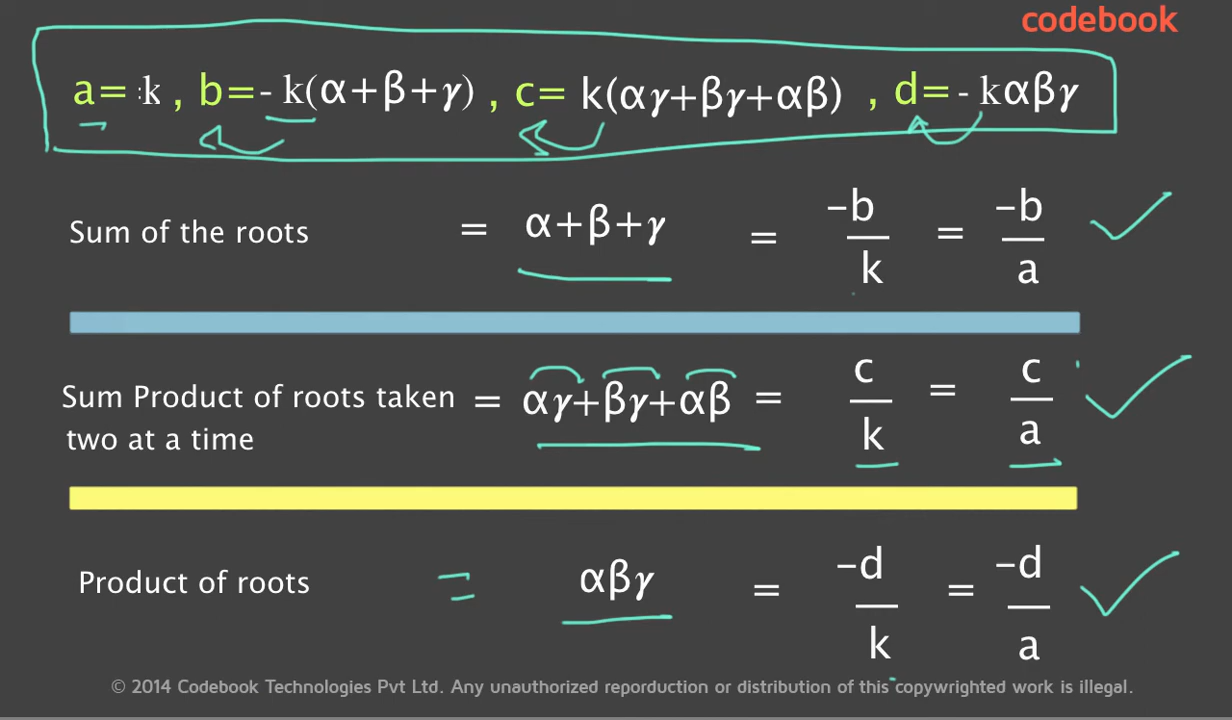 codebook
a= k , b=- k(α+β+γ) , c= k(αγ+βγ+αβ) , d=- kαβγ
Sum of the roots = α+β+γ = -b/k = -b/a
Sum Product of roots taken = αγ+βγ+αβ = c/k = c/a
two at a time
Product of roots = αβγ = -d/k = -d/a
© 2014 Codebook Technologies Pvt Ltd. Any unauthorized reporduction or distribution of this copywrighted work is illegal.